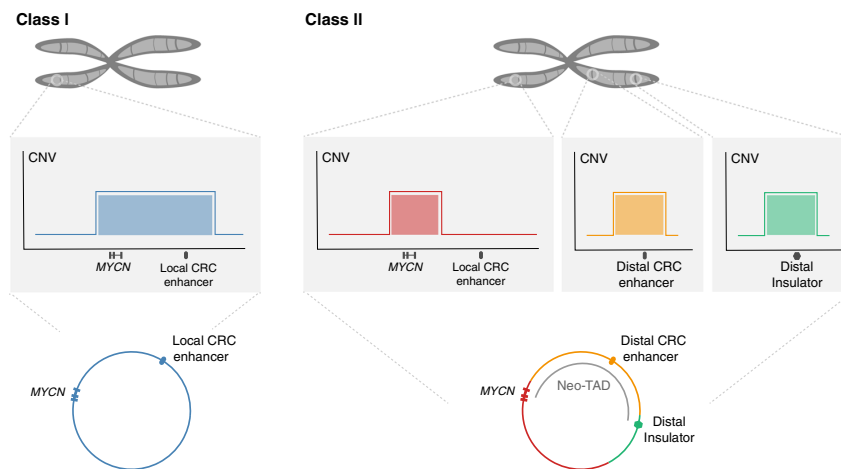 Class I
Class II
CNV
MYCN
Local CRC
enhancer
CNV
MYCN
Local CRC
enhancer
CNV
Distal CRC
enhancer
CNV
Distal
Insulator
Local CRC
enhancer
MYCN
Distal CRC
enhancer
Neo-TAD
MYCN
Distal
Insulator